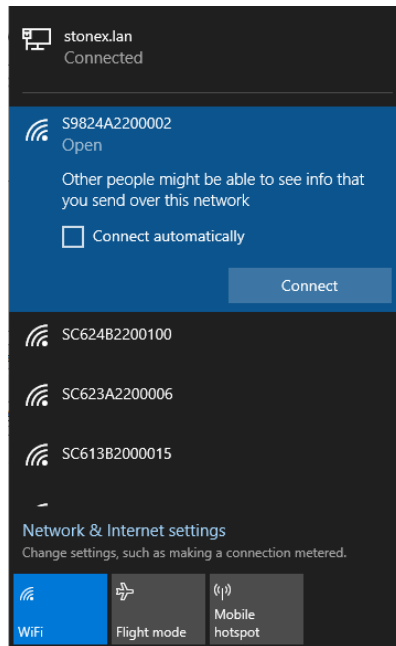 stonex.lan
Connected
S9824A2200002
Open
Other people might be able to see info that
you send over this network
Connect automatically
Connect
SC624B2200100
SC623A2200006
SC613B2000015
Network & Internet settings
Change settings, such as making a connection metered.
WiFi
Flight mode
Mobile
hotspot